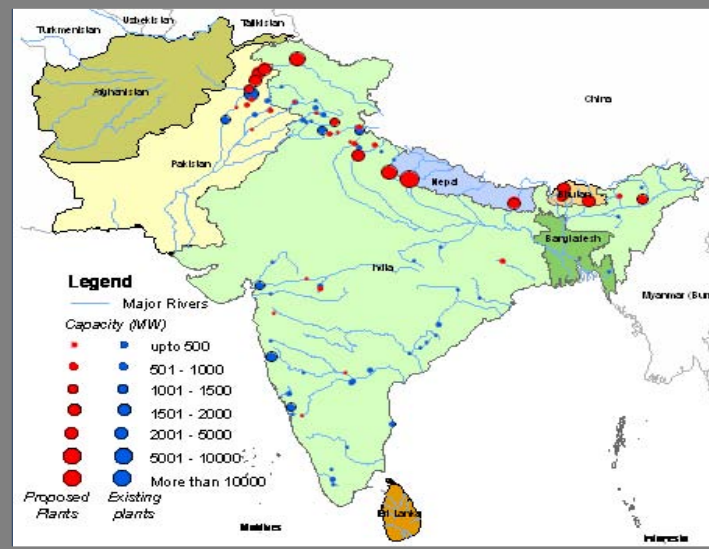 Uzbekistan
Tajikistan
Turkmenistan
Afghanistan
China
Pakistan
Nepal
Bhutan
Bangladesh
India
Myanmar (Bur
Legend
Major Rivers
Capacity (MW)
upto 500
501 - 1000
1001 - 1500
1501 - 2000
2001 - 5000
5001 - 10000
More than 10000
Proposed Existing
Plants plants
Sri Lanka
Maldives
Indonesia